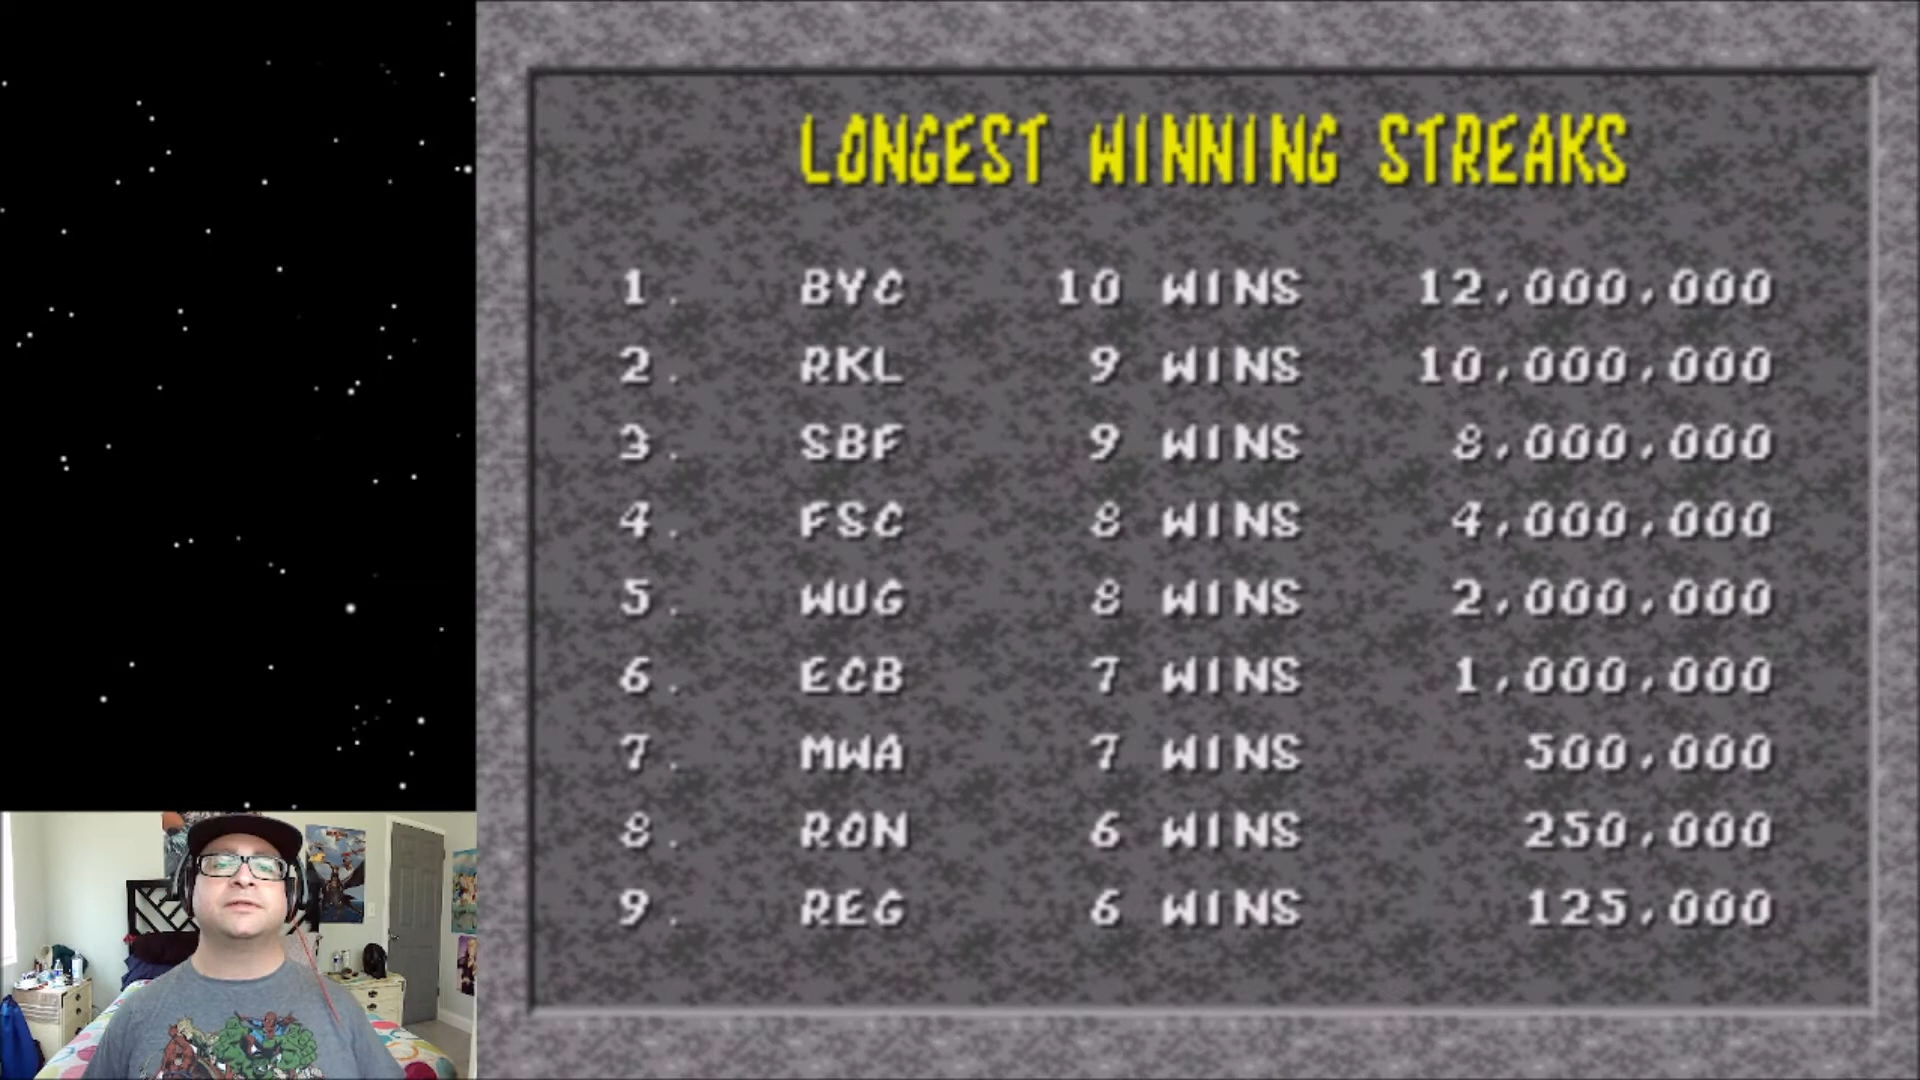 LONGEST WINNING STREAKS
1. BYC 10 WINS 12,000,000
2. RKL 9 WINS 10,000,000
3. SBF 9 WINS 8,000,000
4. FSC 8 WINS 4,000,000
5. WUG 8 WINS 2,000,000
6. ECB 7 WINS 1,000,000
7. MWA 7 WINS 500,000
8. RON 6 WINS 250,000
9. REG 6 WINS 125,000